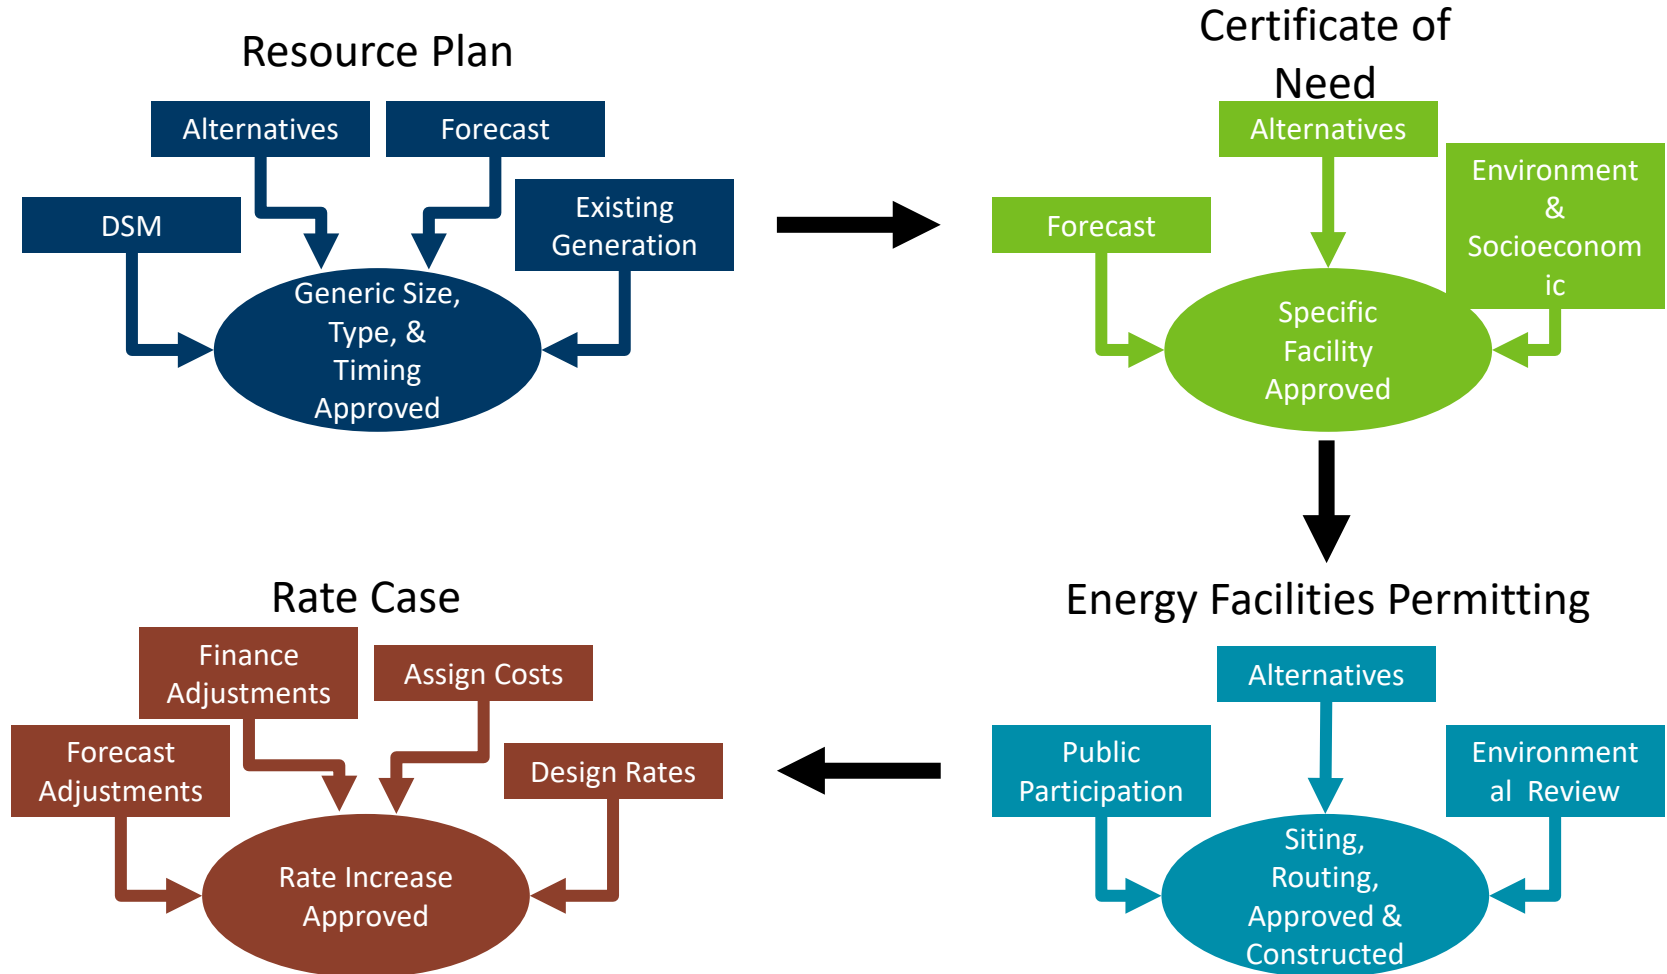 Resource Plan
Alternatives
Forecast
DSM
Existing
Generation
Generic Size,
Type, &
Timing
Approved
Certificate of
Need
Alternatives
Forecast
Environment
&
Socioeconom
ic
Specific
Facility
Approved
Rate Case
Finance
Adjustments
Assign Costs
Forecast
Adjustments
Design Rates
Rate Increase
Approved
Energy Facilities Permitting
Alternatives
Public
Participation
Environment
al  Review
Siting,
Routing,
Approved &
Constructed